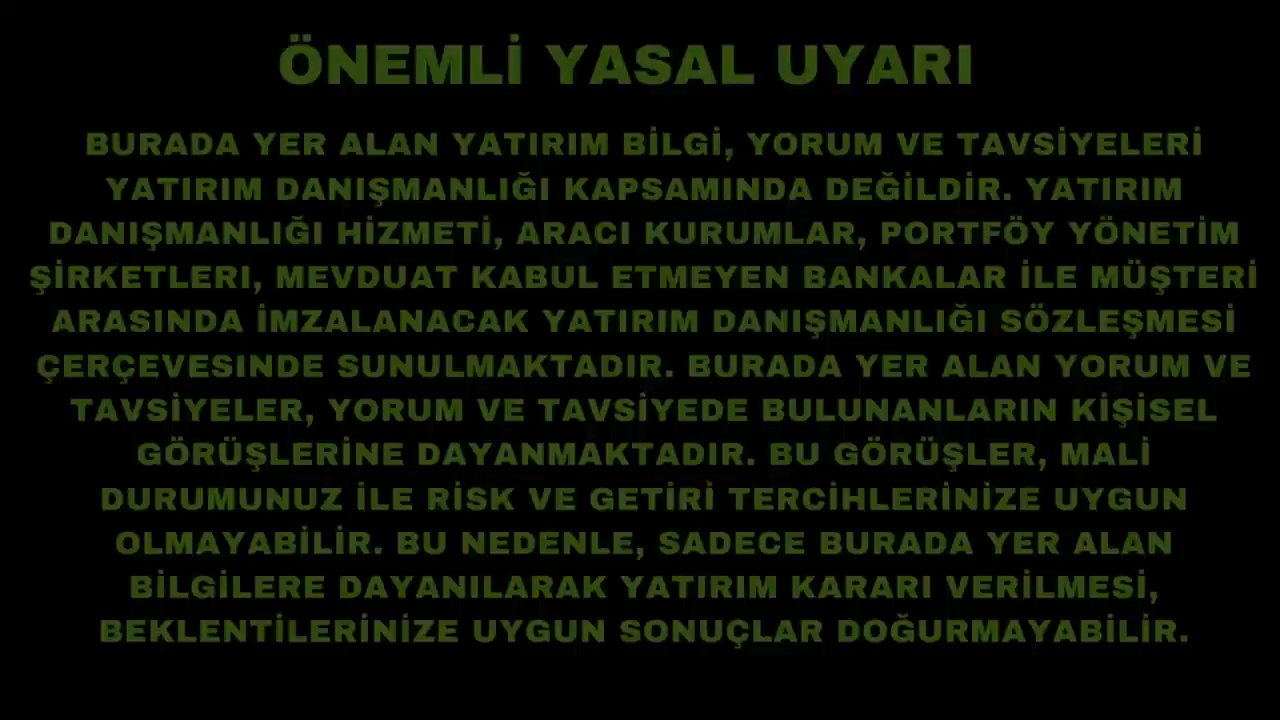 ÖNEMLİ YASAL UYARI
BURADA YER ALAN YATIRIM BİLGİ, YORUM VE TAVSİYELERİ
YATIRIM DANIŞMANLIĞI KAPSAMINDA DEĞİLDİR. YATIRIM
DANIŞMANLIĞI HİZMETİ, ARACI KURUMLAR, PORTFÖY YÖNETİM
ŞİRKETLERI, MEVDUAT KABUL ETMEYEN BANKALAR İLE MÜŞTERİ
ARASINDA İMZALANACAK YATIRIM DANIŞMANLIĞI SÖZLEŞMESİ
ÇERÇEVESINDE SUNULMAKTADIR. BURADA YER ALAN YORUM VE
TAVSİYELER, YORUM VE TAVSİYEDE BULUNANLARIN KİŞİSEL
GÖRÜŞLERİNE DAYANMAKTADIR. BU GÖRÜŞLER, MALİ
DURUMUNUZ İLE RİSK VE GETİRİ TERCİHLERİNİZE UYGUN
OLMAYABİLİR. BU NEDENLE, SADECE BURADA YER ALAN
BİLGİLERE DAYANILARAK YATIRIM KARARI VERİLMESİ,
BEKLENTİLERİNİZE UYGUN SONUÇLAR DOĞURMAYABİLİR.